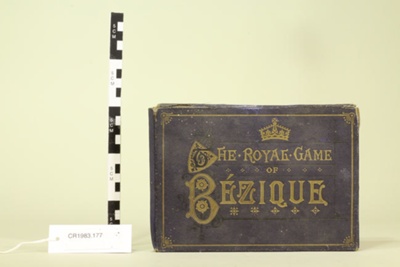 THE·ROYAL·GAME
OF
BÉZIQUE
CR1983.177